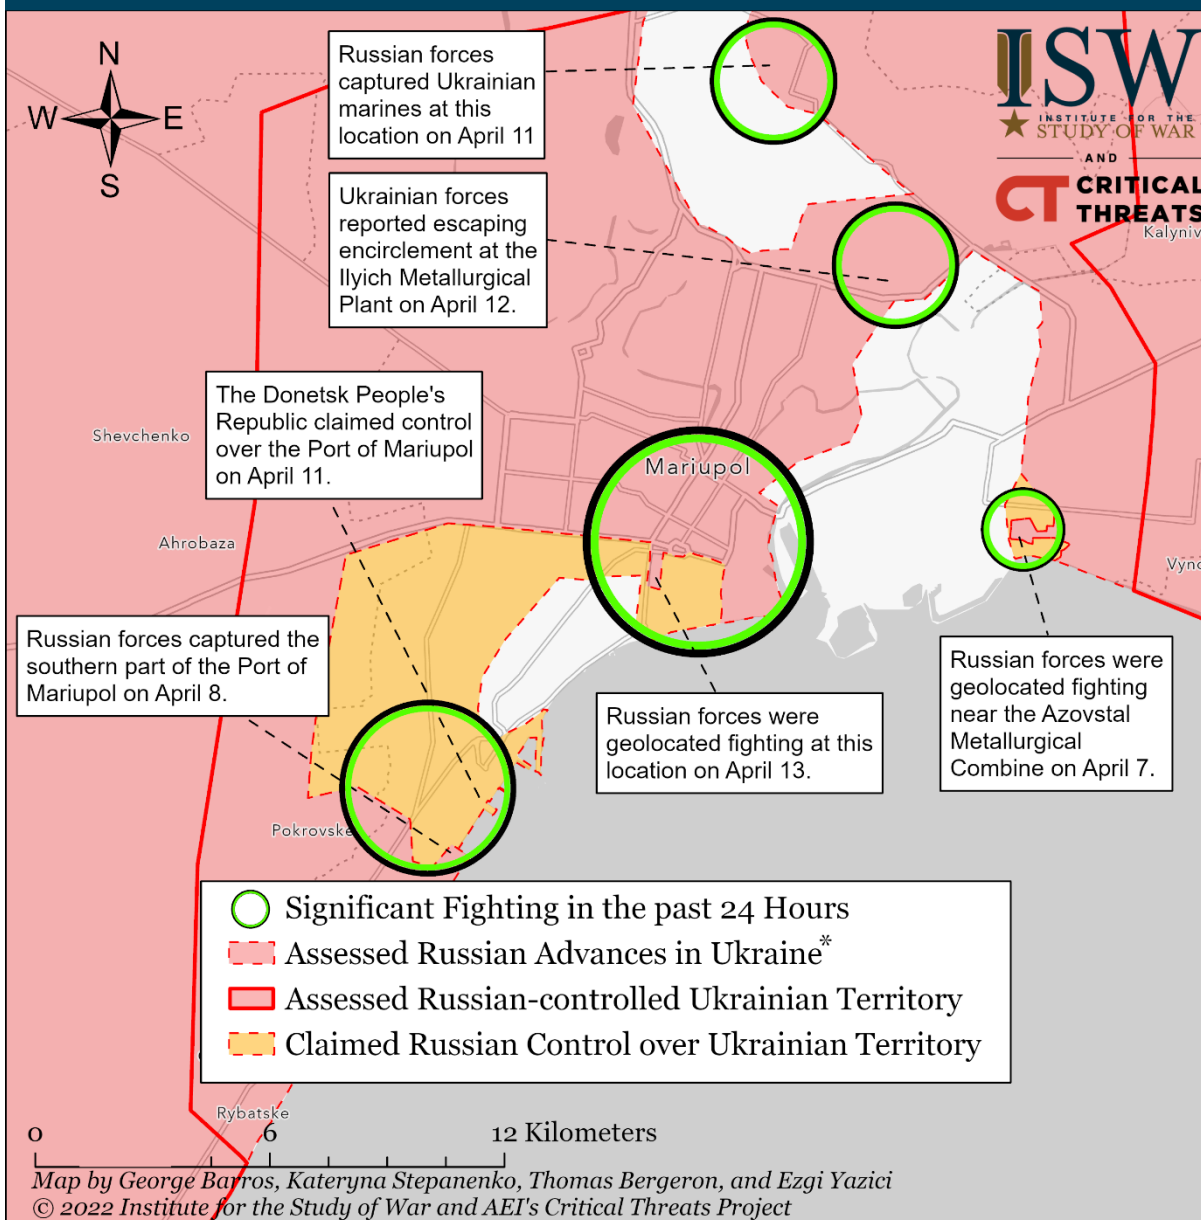 N
W E
S
Russian forces
captured Ukrainian
marines at this
location on April 11
ISW
INSTITUTE FOR THE
STUDY OF WAR
AND
CT CRITICAL
THREATS
Ukrainian forces
reported escaping
encirclement at the
Ilyich Metallurgical
Plant on April 12.
Kalyniv
The Donetsk People's
Republic claimed control
over the Port of Mariupol
on April 11.
Shevchenko
Mariupol
Ahrobaza
Vyno
Russian forces captured the
southern part of the Port of
Mariupol on April 8.
Russian forces were
geolocated fighting at this
location on April 13.
Russian forces were
geolocated fighting
near the Azovstal
Metallurgical
Combine on April 7.
Pokrovske
Significant Fighting in the past 24 Hours
Assessed Russian Advances in Ukraine*
Assessed Russian-controlled Ukrainian Territory
Claimed Russian Control over Ukrainian Territory
Rybatske
0 6 12 Kilometers
Map by George Barros, Kateryna Stepanenko, Thomas Bergeron, and Ezgi Yazici
© 2022 Institute for the Study of War and AEI's Critical Threats Project